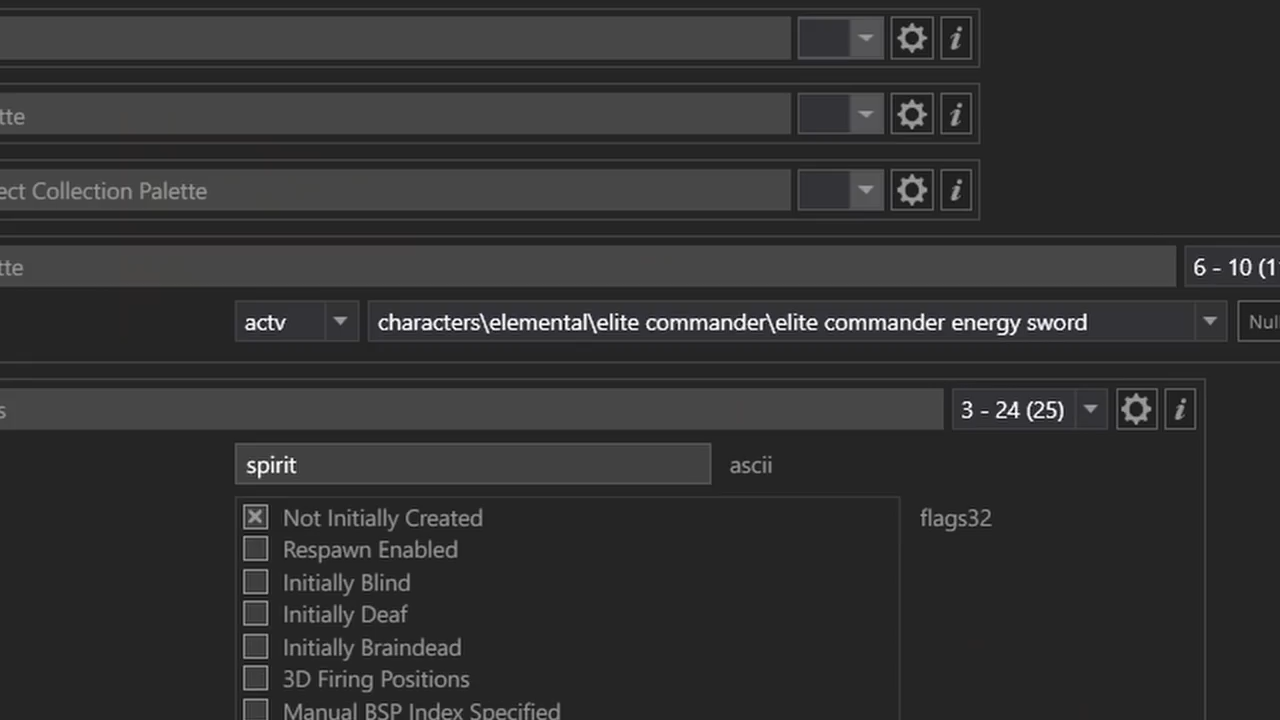 tte
ect Collection Palette
tte 6 - 10 (1
actv characters\elemental\elite commander\elite commander energy sword Nul
s 3 - 24 (25)
spirit ascii
Not Initially Created flags32
Respawn Enabled
Initially Blind
Initially Deaf
Initially Braindead
3D Firing Positions
Manual BSP Index Specified